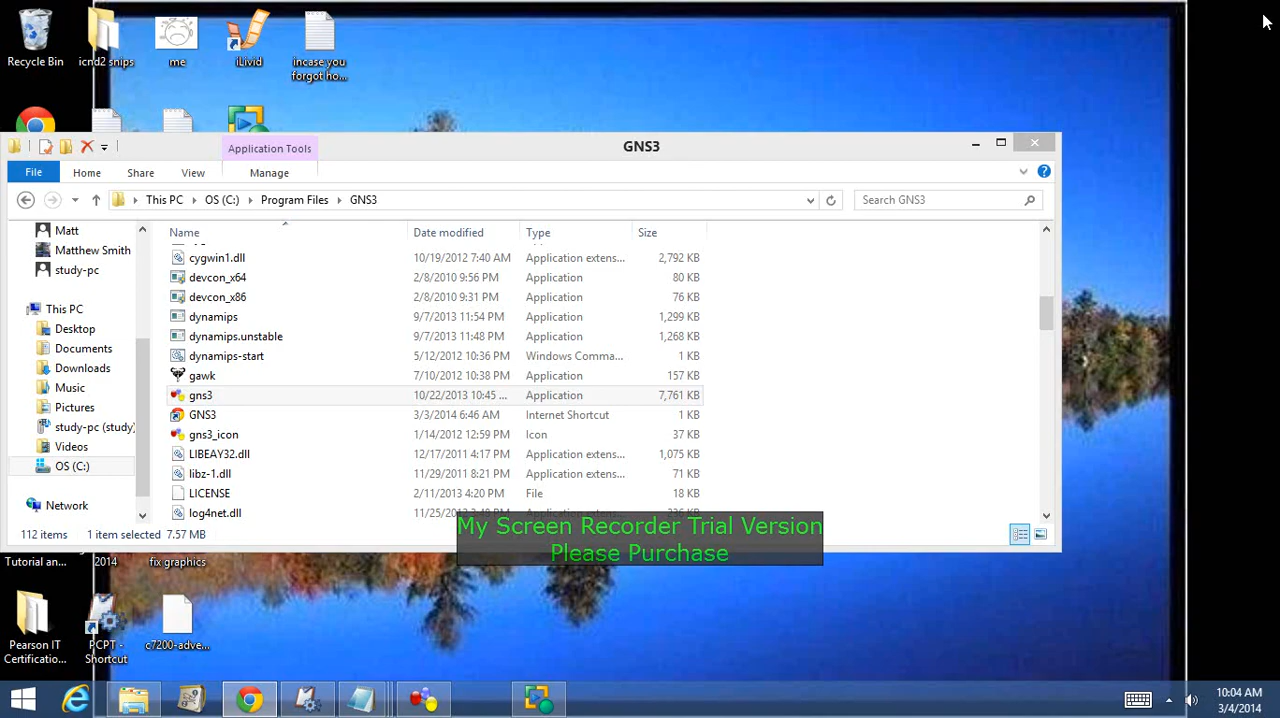 Recycle Bin
icnd2 snips
me
iLivid
incase you
forgot ho...
Application Tools
GNS3
File
Home
Share
View
Manage
This PC
OS (C:)
Program Files
GNS3
Search GNS3
Name
Date modified
Type
Size
Matt
Matthew Smith
study-pc
This PC
Desktop
Documents
Downloads
Music
Pictures
study-pc (study)
Videos
OS (C:)
Network
cygwin1.dll 10/19/2012 7:40 AM Application extens... 2,792 KB
devcon_x64 2/8/2010 9:56 PM Application 80 KB
devcon_x86 2/8/2010 9:31 PM Application 76 KB
dynamips 9/7/2013 11:54 PM Application 1,299 KB
dynamips.unstable 9/7/2013 11:48 PM Application 1,268 KB
dynamips-start 5/12/2012 10:36 PM Windows Comma... 1 KB
gawk 7/10/2012 10:38 PM Application 157 KB
gns3 10/22/2013 10:45 ... Application 7,761 KB
GNS3 3/3/2014 6:46 AM Internet Shortcut 1 KB
gns3_icon 1/14/2012 12:59 PM Icon 37 KB
LIBEAY32.dll 12/17/2011 4:17 PM Application extens... 1,075 KB
libz-1.dll 11/29/2011 8:21 PM Application extens... 71 KB
LICENSE 2/11/2013 4:20 PM File 18 KB
log4net.dll
112 items
1 item selected 7.57 MB
My Screen Recorder Trial Version
Please Purchase
Tutorial an...
2014
fix graphics
Pearson IT
Certificatio...
PCPT -
Shortcut
c7200-adve...
10:04 AM
3/4/2014